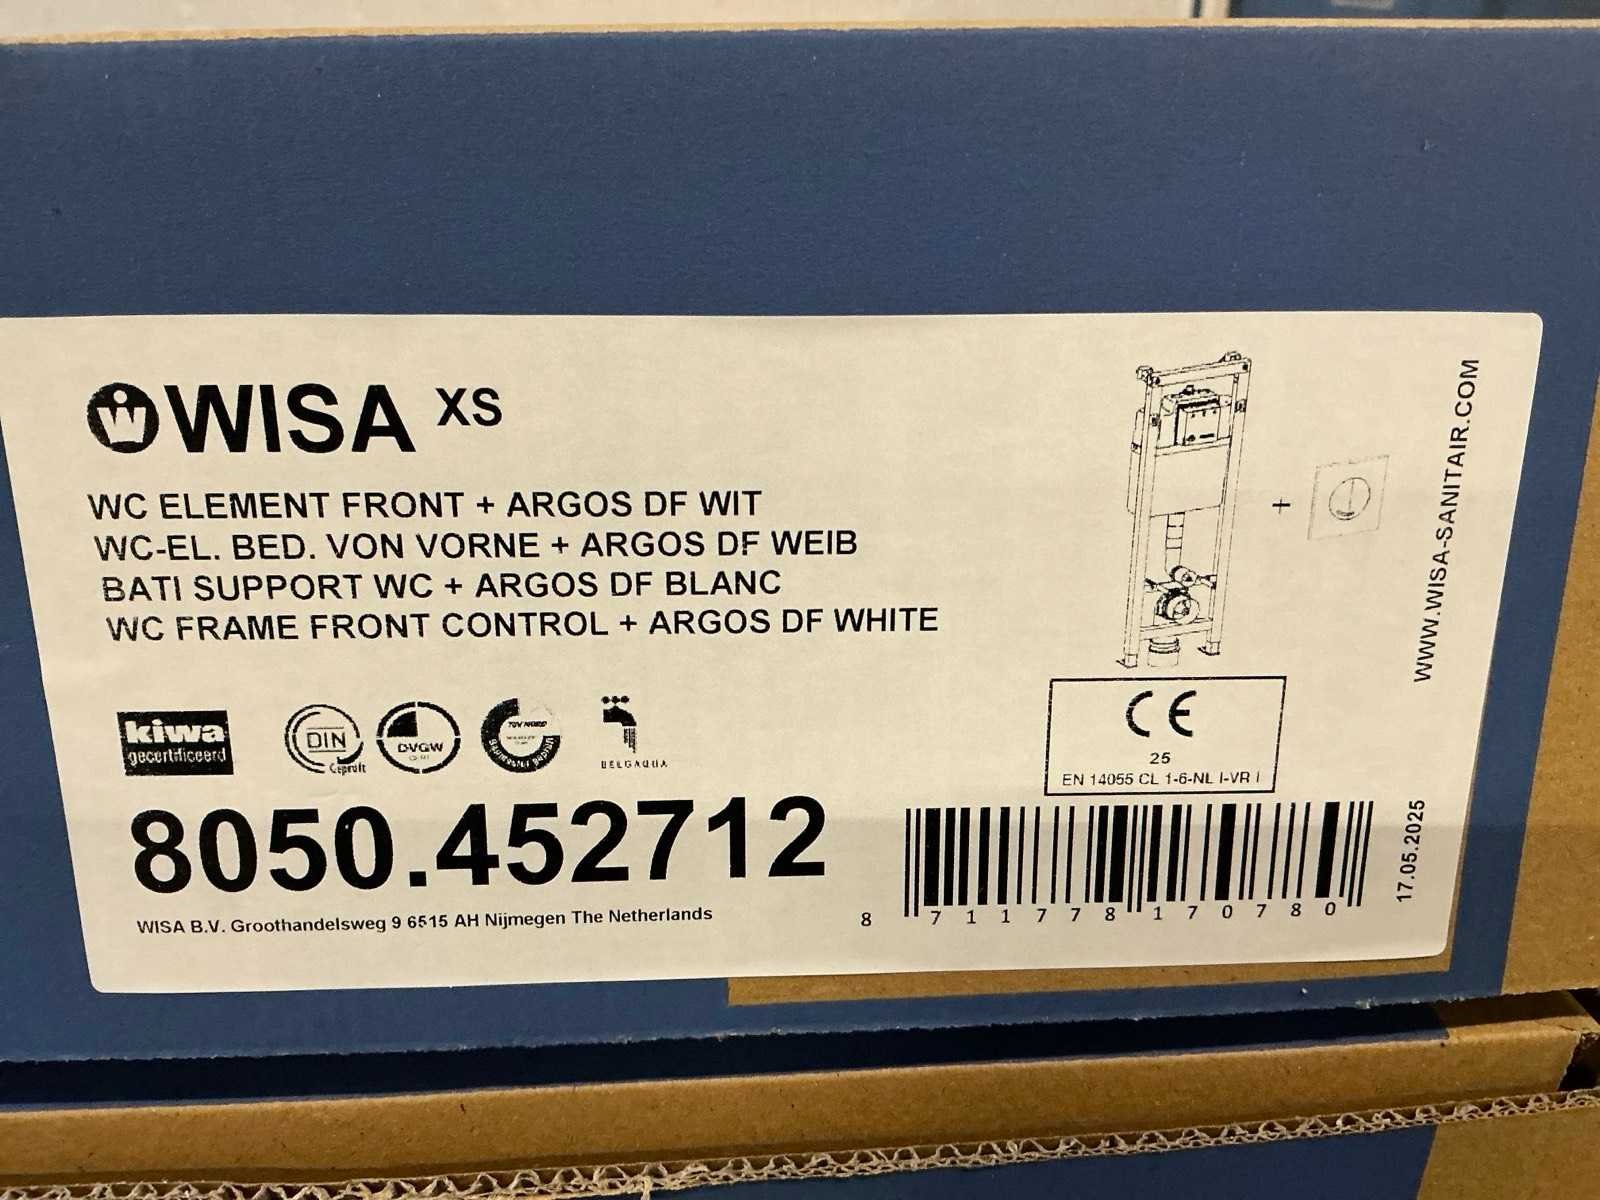 WISA XS
WC ELEMENT FRONT + ARGOS DF WIT
WC-EL. BED. VON VORNE + ARGOS DF WEIB
BATI SUPPORT WC + ARGOS DF BLANC
WC FRAME FRONT CONTROL + ARGOS DF WHITE
+
WWW.WISA-SANITAIR.COM
kiwa
gecertificeerd
DIN
Geprüft
DVGW
TÜV NORD
BELGAQUA
CE
25
EN 14055 CL 1-6-NL I-VR I
8050.452712
8 711778 170780
17.05.2025
WISA B.V. Groothandelsweg 9 6515 AH Nijmegen The Netherlands